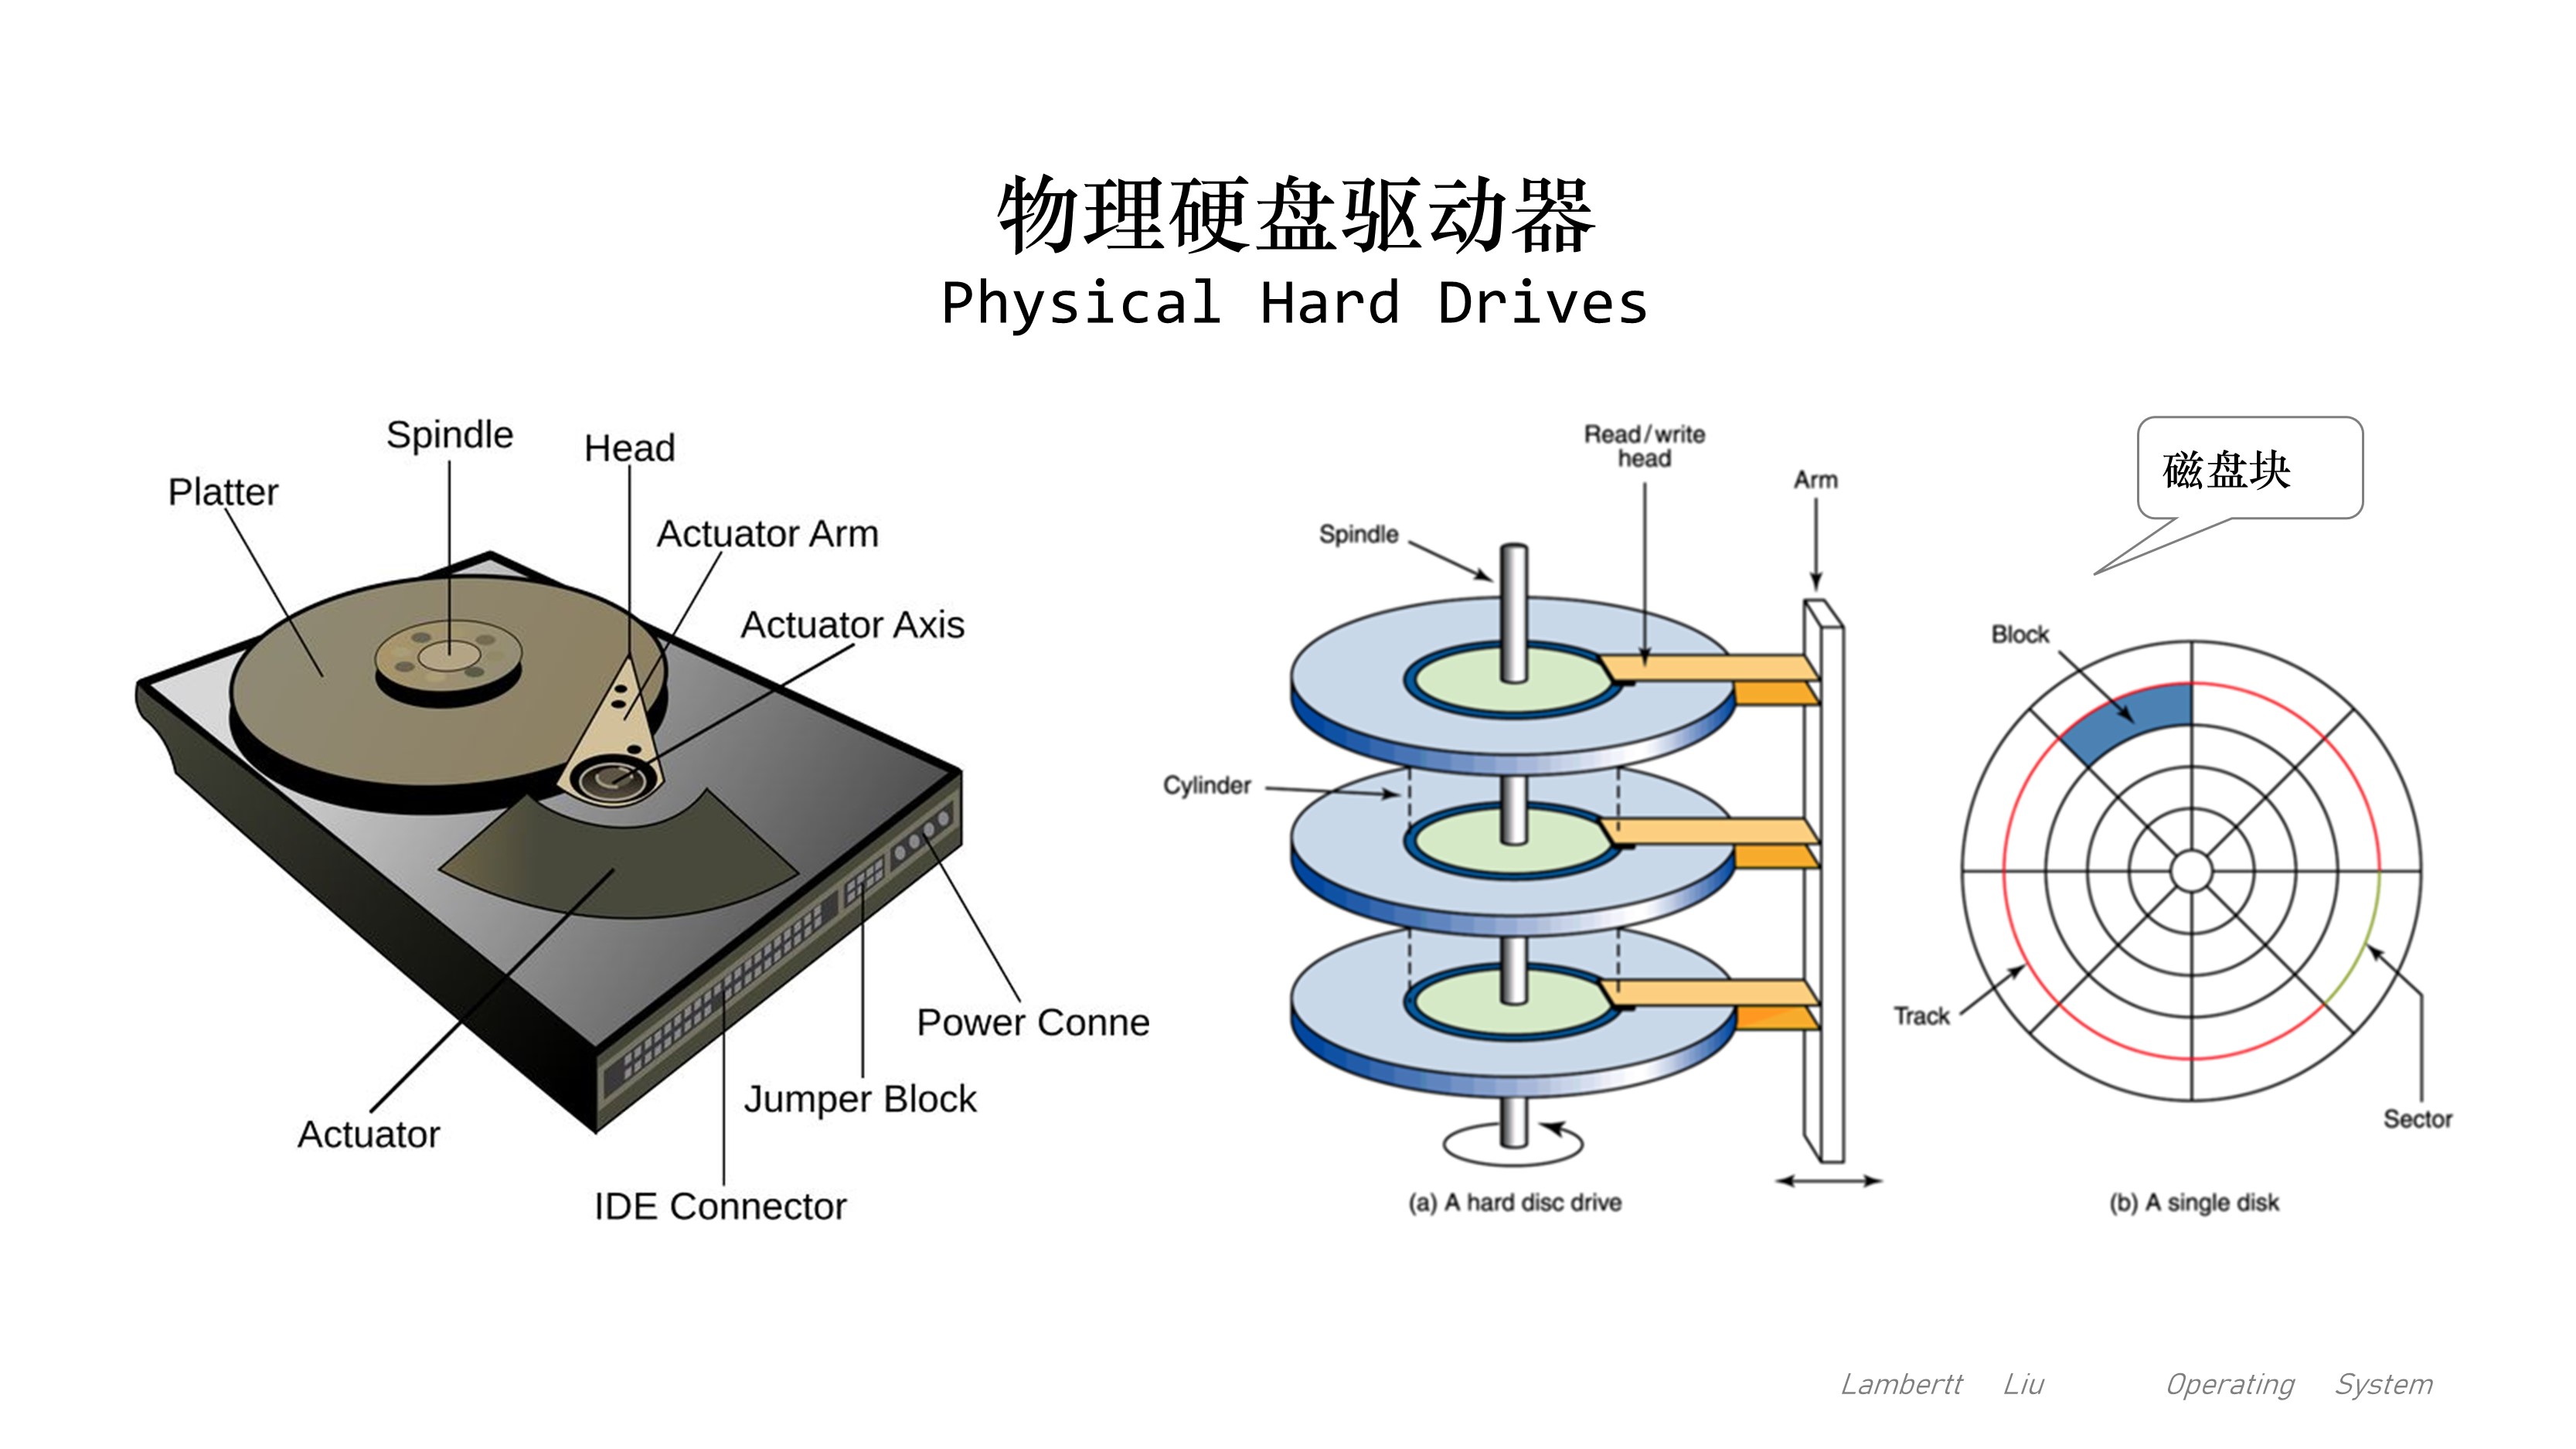 物理硬盘驱动器
Physical Hard Drives
Spindle
Head
Platter
Actuator Arm
Actuator Axis
Power Conne
Jumper Block
Actuator
IDE Connector
Read/write
head
Arm
Spindle
Cylinder
(a) A hard disc drive
磁盘块
Block
Track
Sector
(b) A single disk
Lambertt Liu Operating System